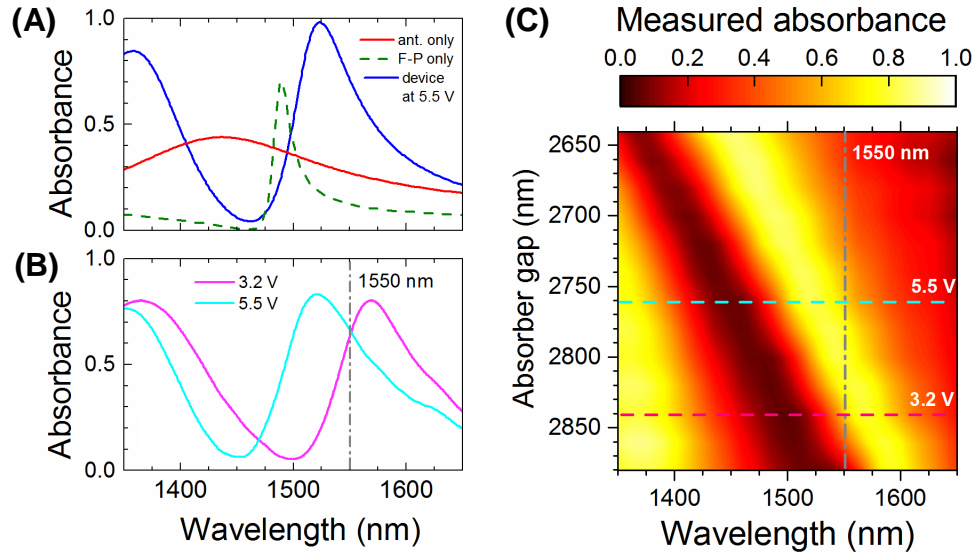 (A)
1.0
0.5
0.0
Absorbance
ant. only
F-P only
device
at 5.5 V
(B)
1.0
0.5
0.0
Absorbance
3.2 V
5.5 V
1550 nm
1400 1500 1600
Wavelength (nm)
(C) Measured absorbance
0.0 0.2 0.4 0.6 0.8 1.0
2650
2700
2750
2800
2850
Absorber gap (nm)
1550 nm
5.5 V
3.2 V
1400 1500 1600
Wavelength (nm)